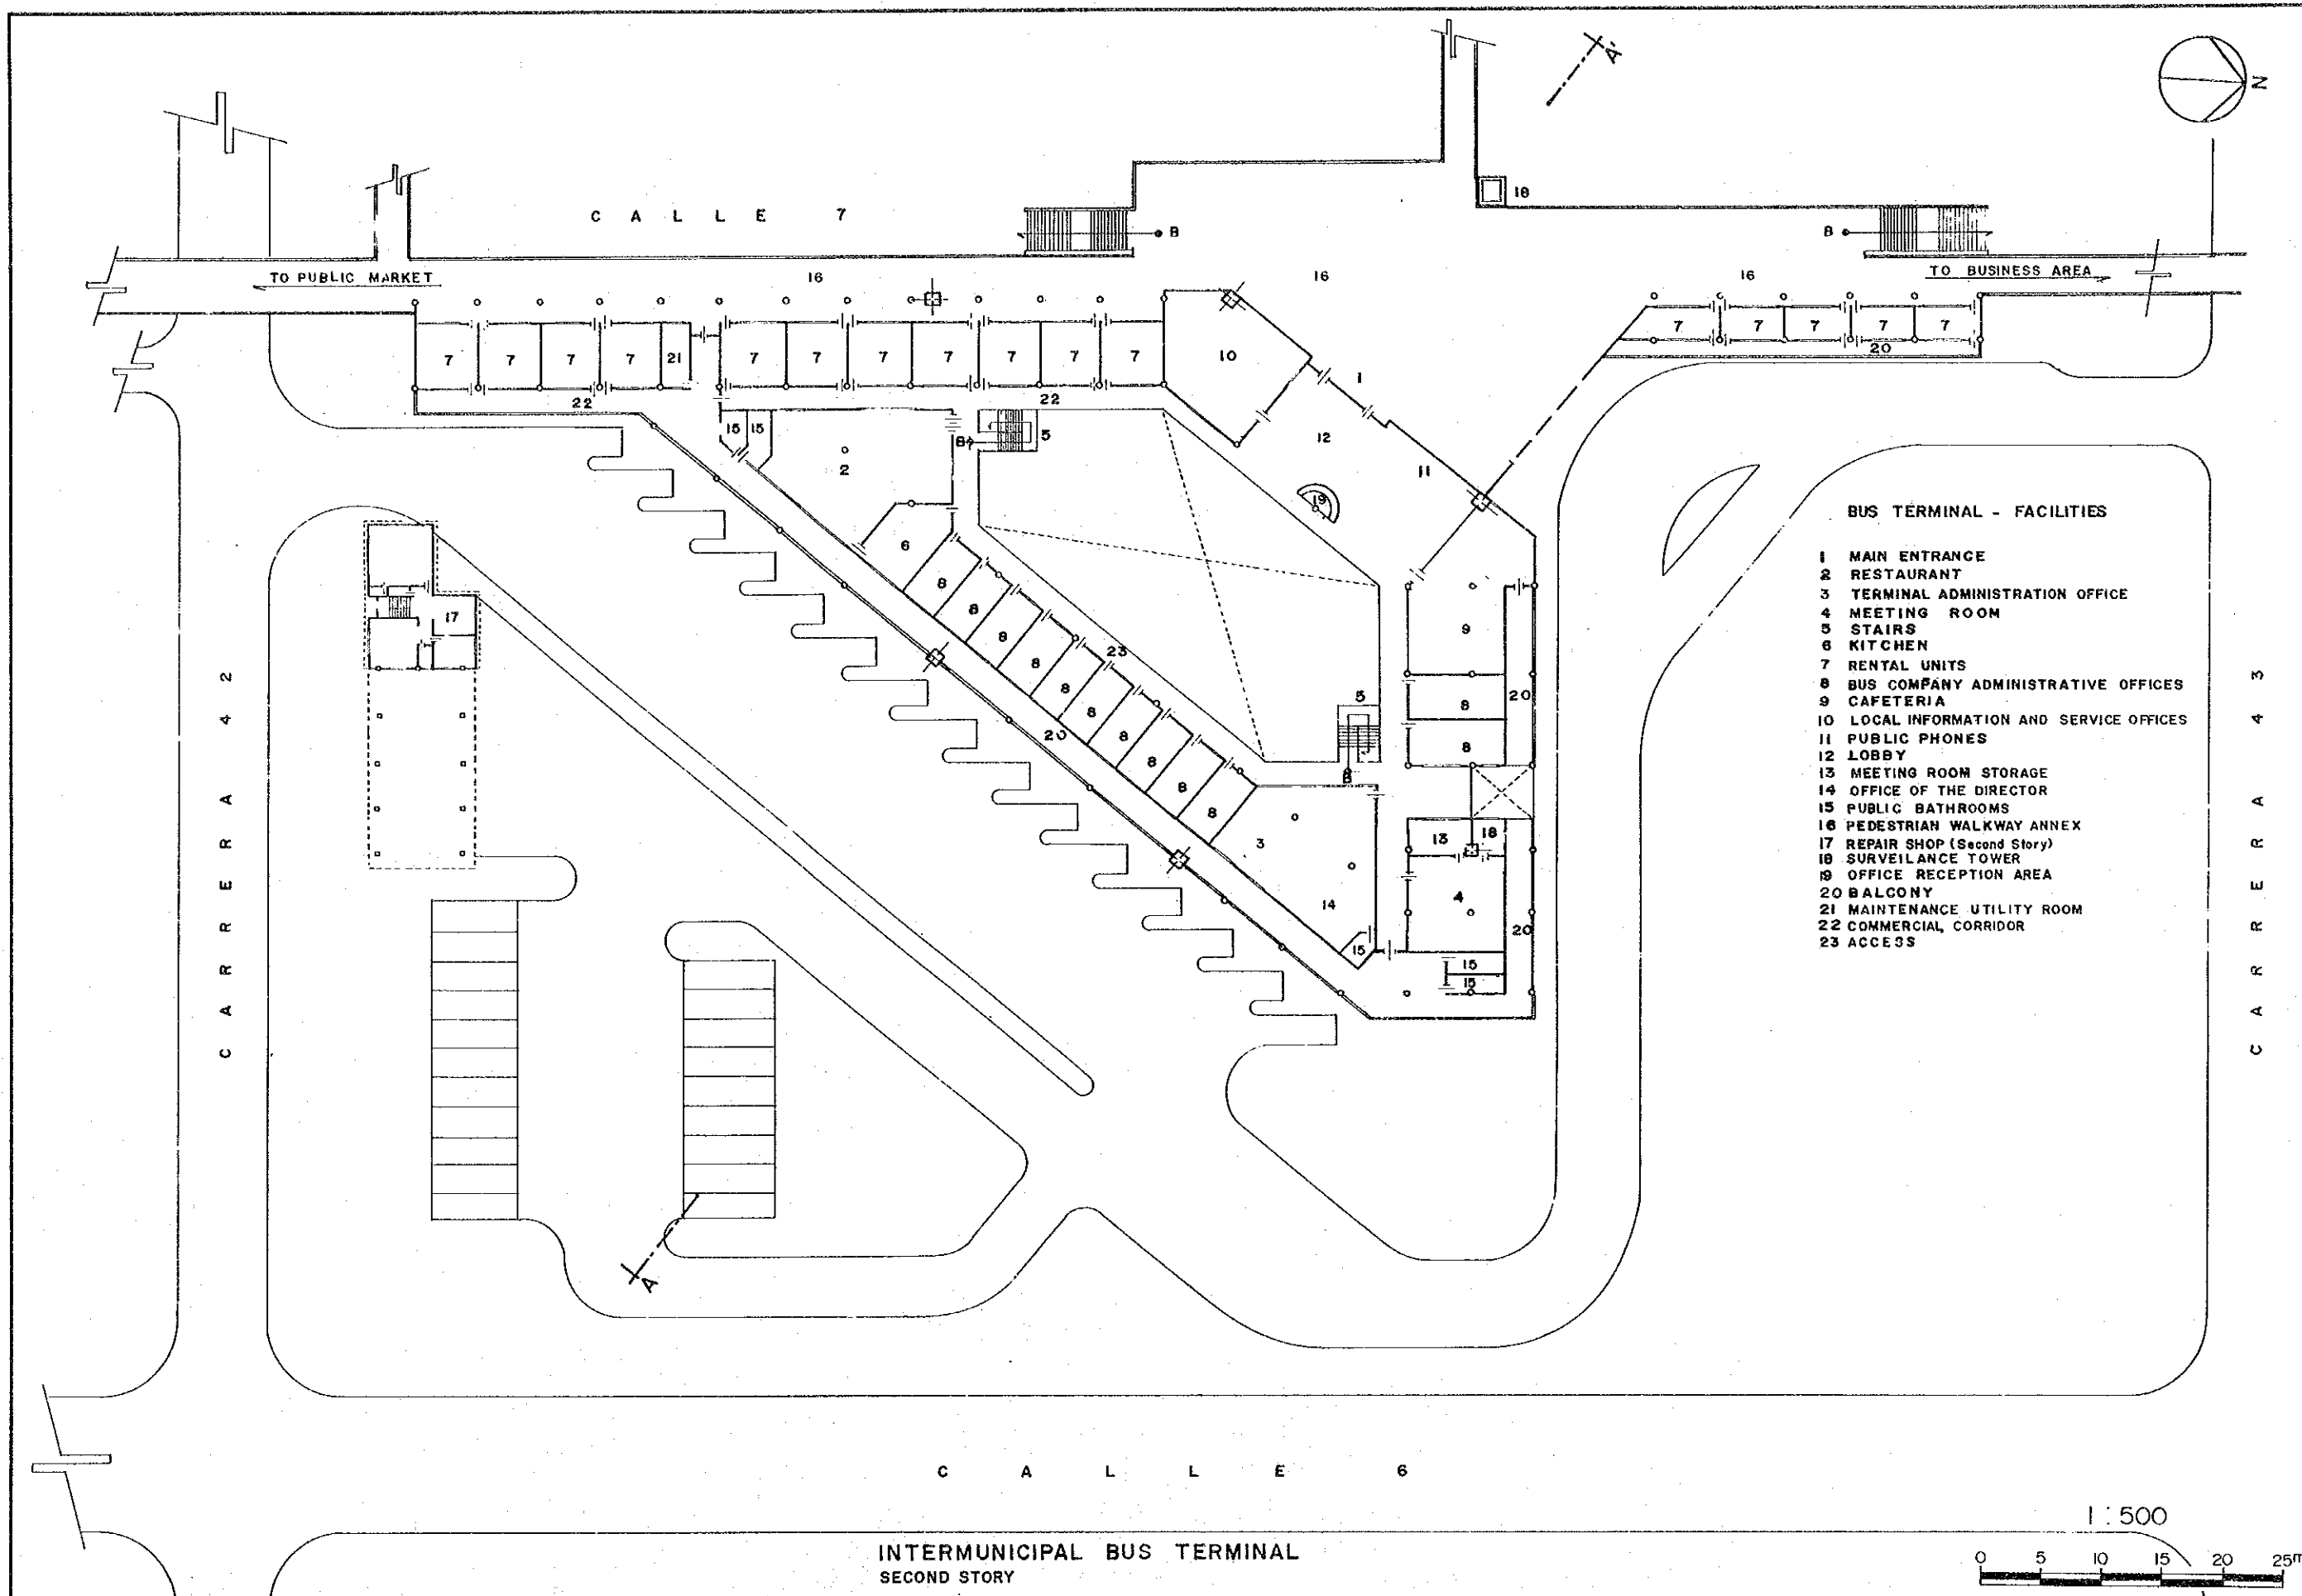 A'
N
18
CALLE 7
B
B
TO PUBLIC MARKET
16
16
16
TO BUSINESS AREA
7 7 7 7 21 7 7 7 7 7 7 7
10
1
7 7 7 7 7
20
22
22
15 15
2
B
5
12
11
19
6
8
8
8
8
8
8
8
8
8
8
23
20
9
8
8
20
5
B
3
14
15
13
18
4
20
15
15
17
CARRERA 42
CARRERA 43
BUS TERMINAL - FACILITIES
1 MAIN ENTRANCE
2 RESTAURANT
3 TERMINAL ADMINISTRATION OFFICE
4 MEETING ROOM
5 STAIRS
6 KITCHEN
7 RENTAL UNITS
8 BUS COMPANY ADMINISTRATIVE OFFICES
9 CAFETERIA
10 LOCAL INFORMATION AND SERVICE OFFICES
11 PUBLIC PHONES
12 LOBBY
13 MEETING ROOM STORAGE
14 OFFICE OF THE DIRECTOR
15 PUBLIC BATHROOMS
16 PEDESTRIAN WALKWAY ANNEX
17 REPAIR SHOP (Second Story)
18 SURVEILANCE TOWER
19 OFFICE RECEPTION AREA
20 BALCONY
21 MAINTENANCE UTILITY ROOM
22 COMMERCIAL CORRIDOR
23 ACCESS
A
CALLE 6
1:500
0 5 10 15 20 25m
INTERMUNICIPAL BUS TERMINAL
SECOND STORY